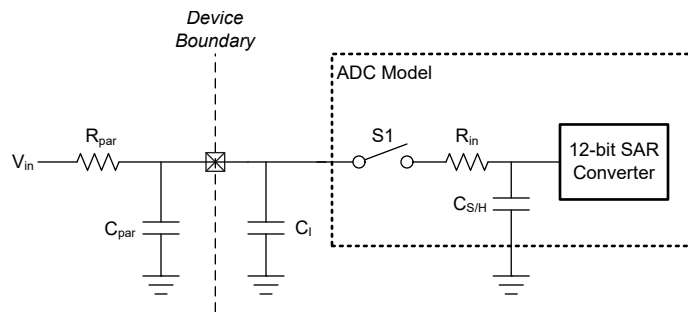 Device
Boundary
ADC Model
V_in
R_par
S1
R_in
12-bit SAR
Converter
C_par
C_I
C_S/H